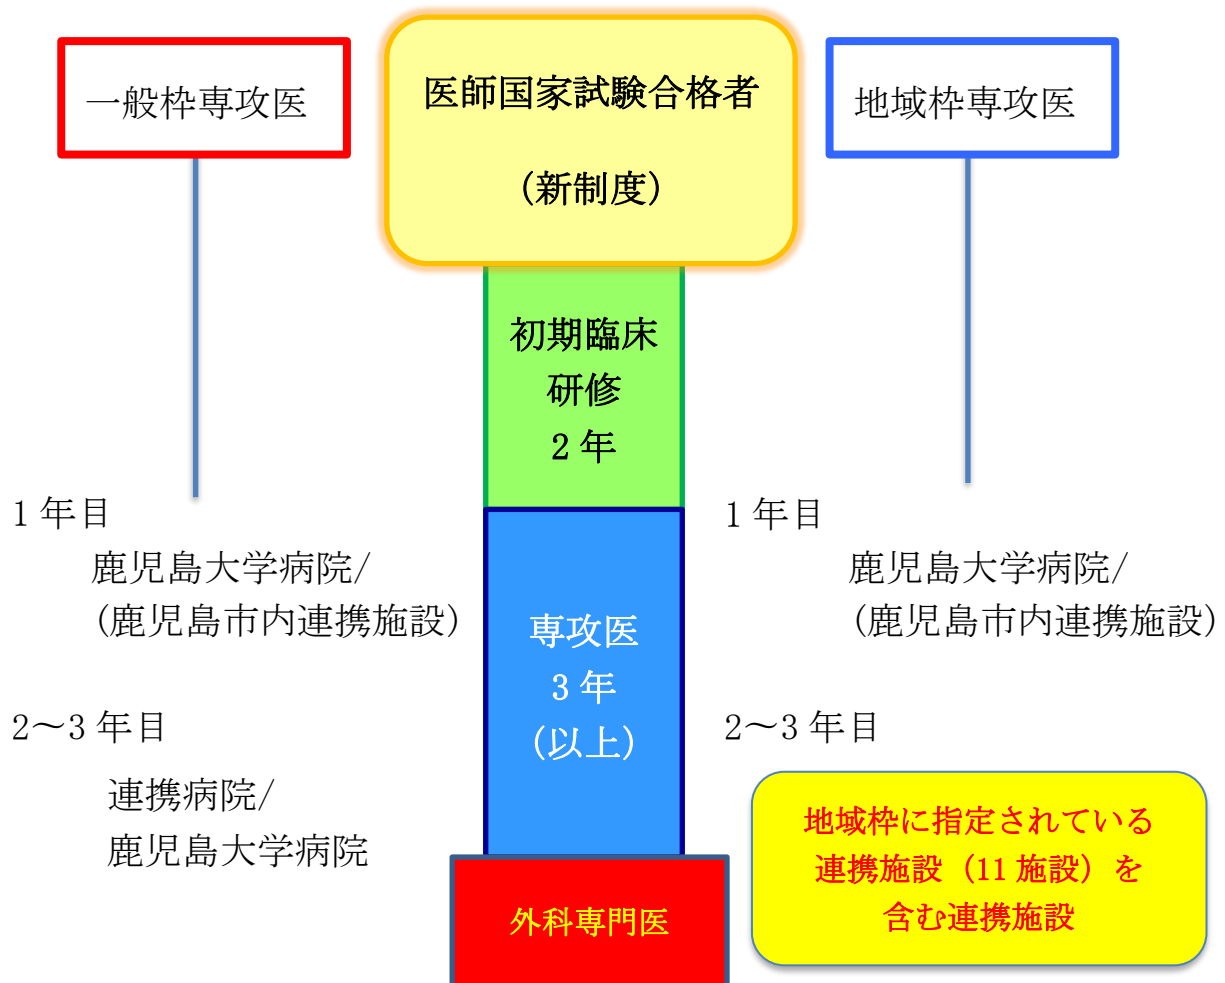 一般枠専攻医
医師国家試験合格者
(新制度)
地域枠専攻医
初期臨床
研修
2 年
1 年目
鹿児島大学病院/
(鹿児島市内連携施設)
2～3 年目
連携病院/
鹿児島大学病院
専攻医
3 年
(以上)
外科専門医
1 年目
鹿児島大学病院/
(鹿児島市内連携施設)
2～3 年目
地域枠に指定されている
連携施設（11 施設）を
含む連携施設